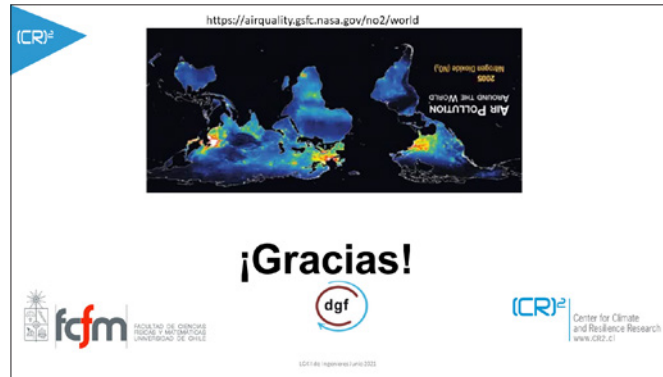 https://airquality.gsfc.nasa.gov/no2/world
(CR)²
AIR POLLUTION
AROUND THE WORLD
2005
Nitrogen Dioxide (NO₂)
¡Gracias!
dgf
fcfm
FACULTAD DE CIENCIAS
FÍSICAS Y MATEMÁTICAS
UNIVERSIDAD DE CHILE
(CR)²
Center for Climate
and Resilience Research
www.CR2.cl